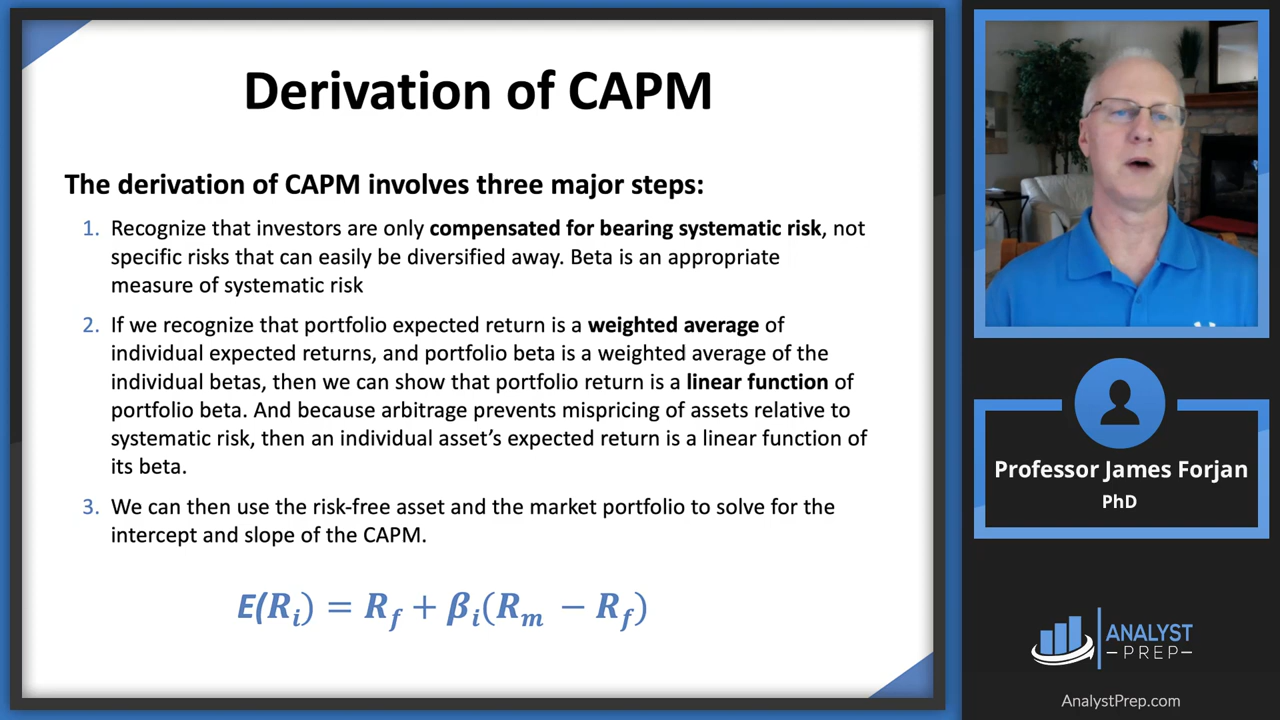 Derivation of CAPM
The derivation of CAPM involves three major steps:
1. Recognize that investors are only compensated for bearing systematic risk, not
specific risks that can easily be diversified away. Beta is an appropriate
measure of systematic risk
2. If we recognize that portfolio expected return is a weighted average of
individual expected returns, and portfolio beta is a weighted average of the
individual betas, then we can show that portfolio return is a linear function of
portfolio beta. And because arbitrage prevents mispricing of assets relative to
systematic risk, then an individual asset’s expected return is a linear function of
its beta.
3. We can then use the risk-free asset and the market portfolio to solve for the
intercept and slope of the CAPM.
E(Rᵢ) = R_f + βᵢ(Rₘ − R_f)
Professor James Forjan
PhD
ANALYST
PREP
AnalystPrep.com